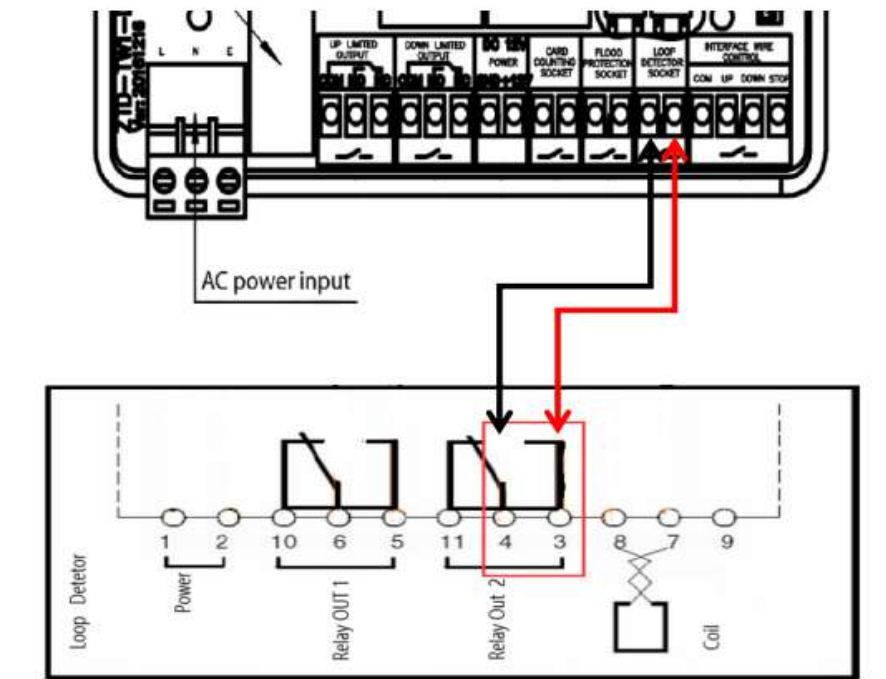 L N E
Ver: 20161216
UP LIMITED
OUTPUT
DOWN LIMITED
OUTPUT
DC 12V
POWER
CARD
COUNTING
SOCKET
FLOOD
PROTECTION
SOCKET
LOOP
DETECTOR
SOCKET
INTERFACE WIRE
CONTROL
COM UP DOWN STOP
AC power input
1 2 10 6 5 11 4 3 8 7 9
Loop Detetor
Power
Relay OUT 1
Relay Out 2
Coil